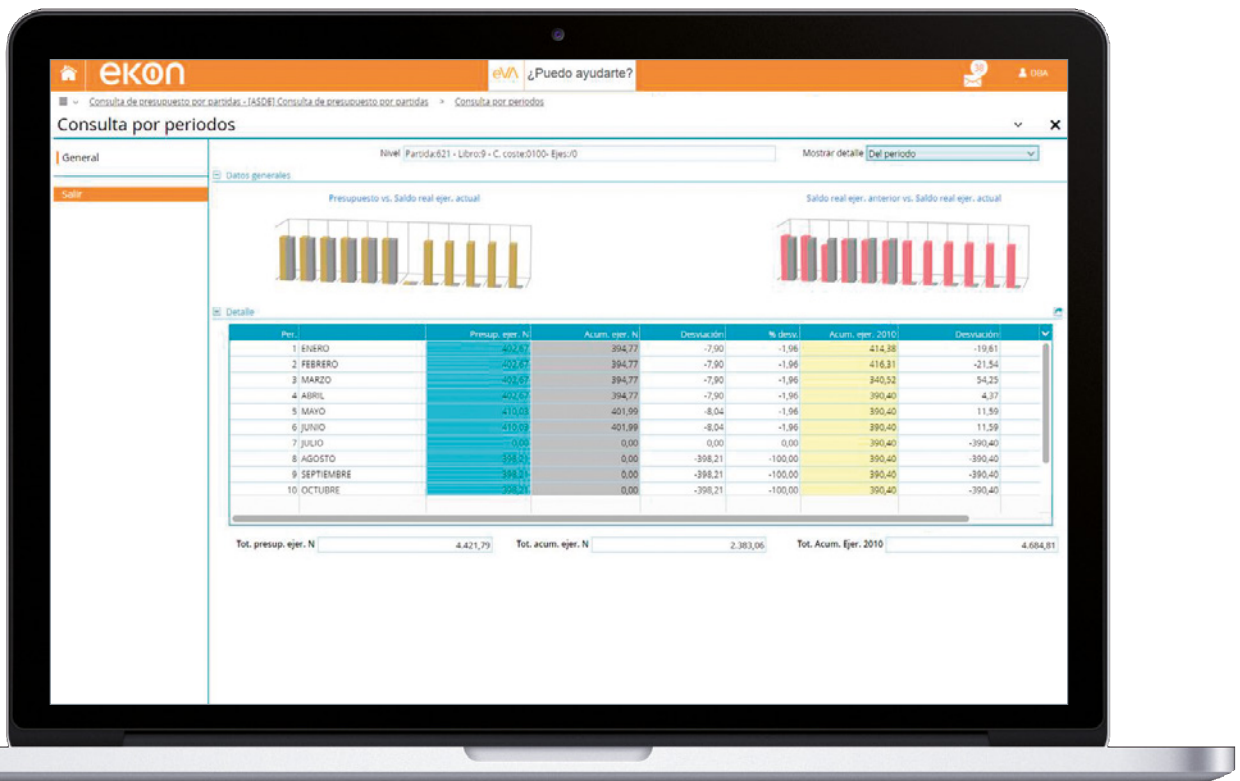 ekon eVA ¿Puedo ayudarte? 30 DBA
Consulta de presupuesto por partidas - [ASDB] Consulta de presupuesto por partidas > Consulta por periodos
Consulta por periodos
General
Salir
Nivel Partida:621 - Libro:9 - C. coste:0100- Ejes:/0 Mostrar detalle Del periodo
Datos generales
Presupuesto vs. Saldo real ejer. actual Saldo real ejer. anterior vs. Saldo real ejer. actual
Detalle
Per. Presup. ejer. N Acum. ejer. N Desviación % desv. Acum. ejer. 2010 Desviación
1 ENERO 402,67 394,77 -7,90 -1,96 414,38 -19,61
2 FEBRERO 402,67 394,77 -7,90 -1,96 416,31 -21,54
3 MARZO 402,67 394,77 -7,90 -1,96 340,52 54,25
4 ABRIL 402,67 394,77 -7,90 -1,96 390,40 4,37
5 MAYO 410,03 401,99 -8,04 -1,96 390,40 11,59
6 JUNIO 410,03 401,99 -8,04 -1,96 390,40 11,59
7 JULIO 0,00 0,00 0,00 0,00 390,40 -390,40
8 AGOSTO 398,21 0,00 -398,21 -100,00 390,40 -390,40
9 SEPTIEMBRE 398,21 0,00 -398,21 -100,00 390,40 -390,40
10 OCTUBRE 398,21 0,00 -398,21 -100,00 390,40 -390,40
Tot. presup. ejer. N 4.421,79 Tot. acum. ejer. N 2.383,06 Tot. Acum. Ejer. 2010 4.684,81